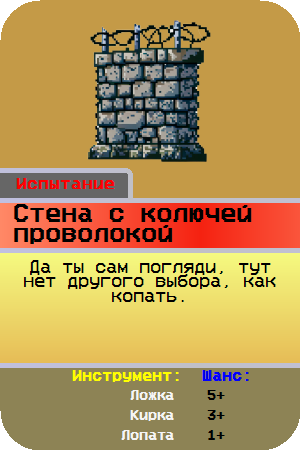 Испытание
Стена с колючей
проволокой
Да ты сам погляди, тут
нет другого выбора, как
копать.
Инструмент: Шанс:
Ложка 5+
Кирка 3+
Лопата 1+